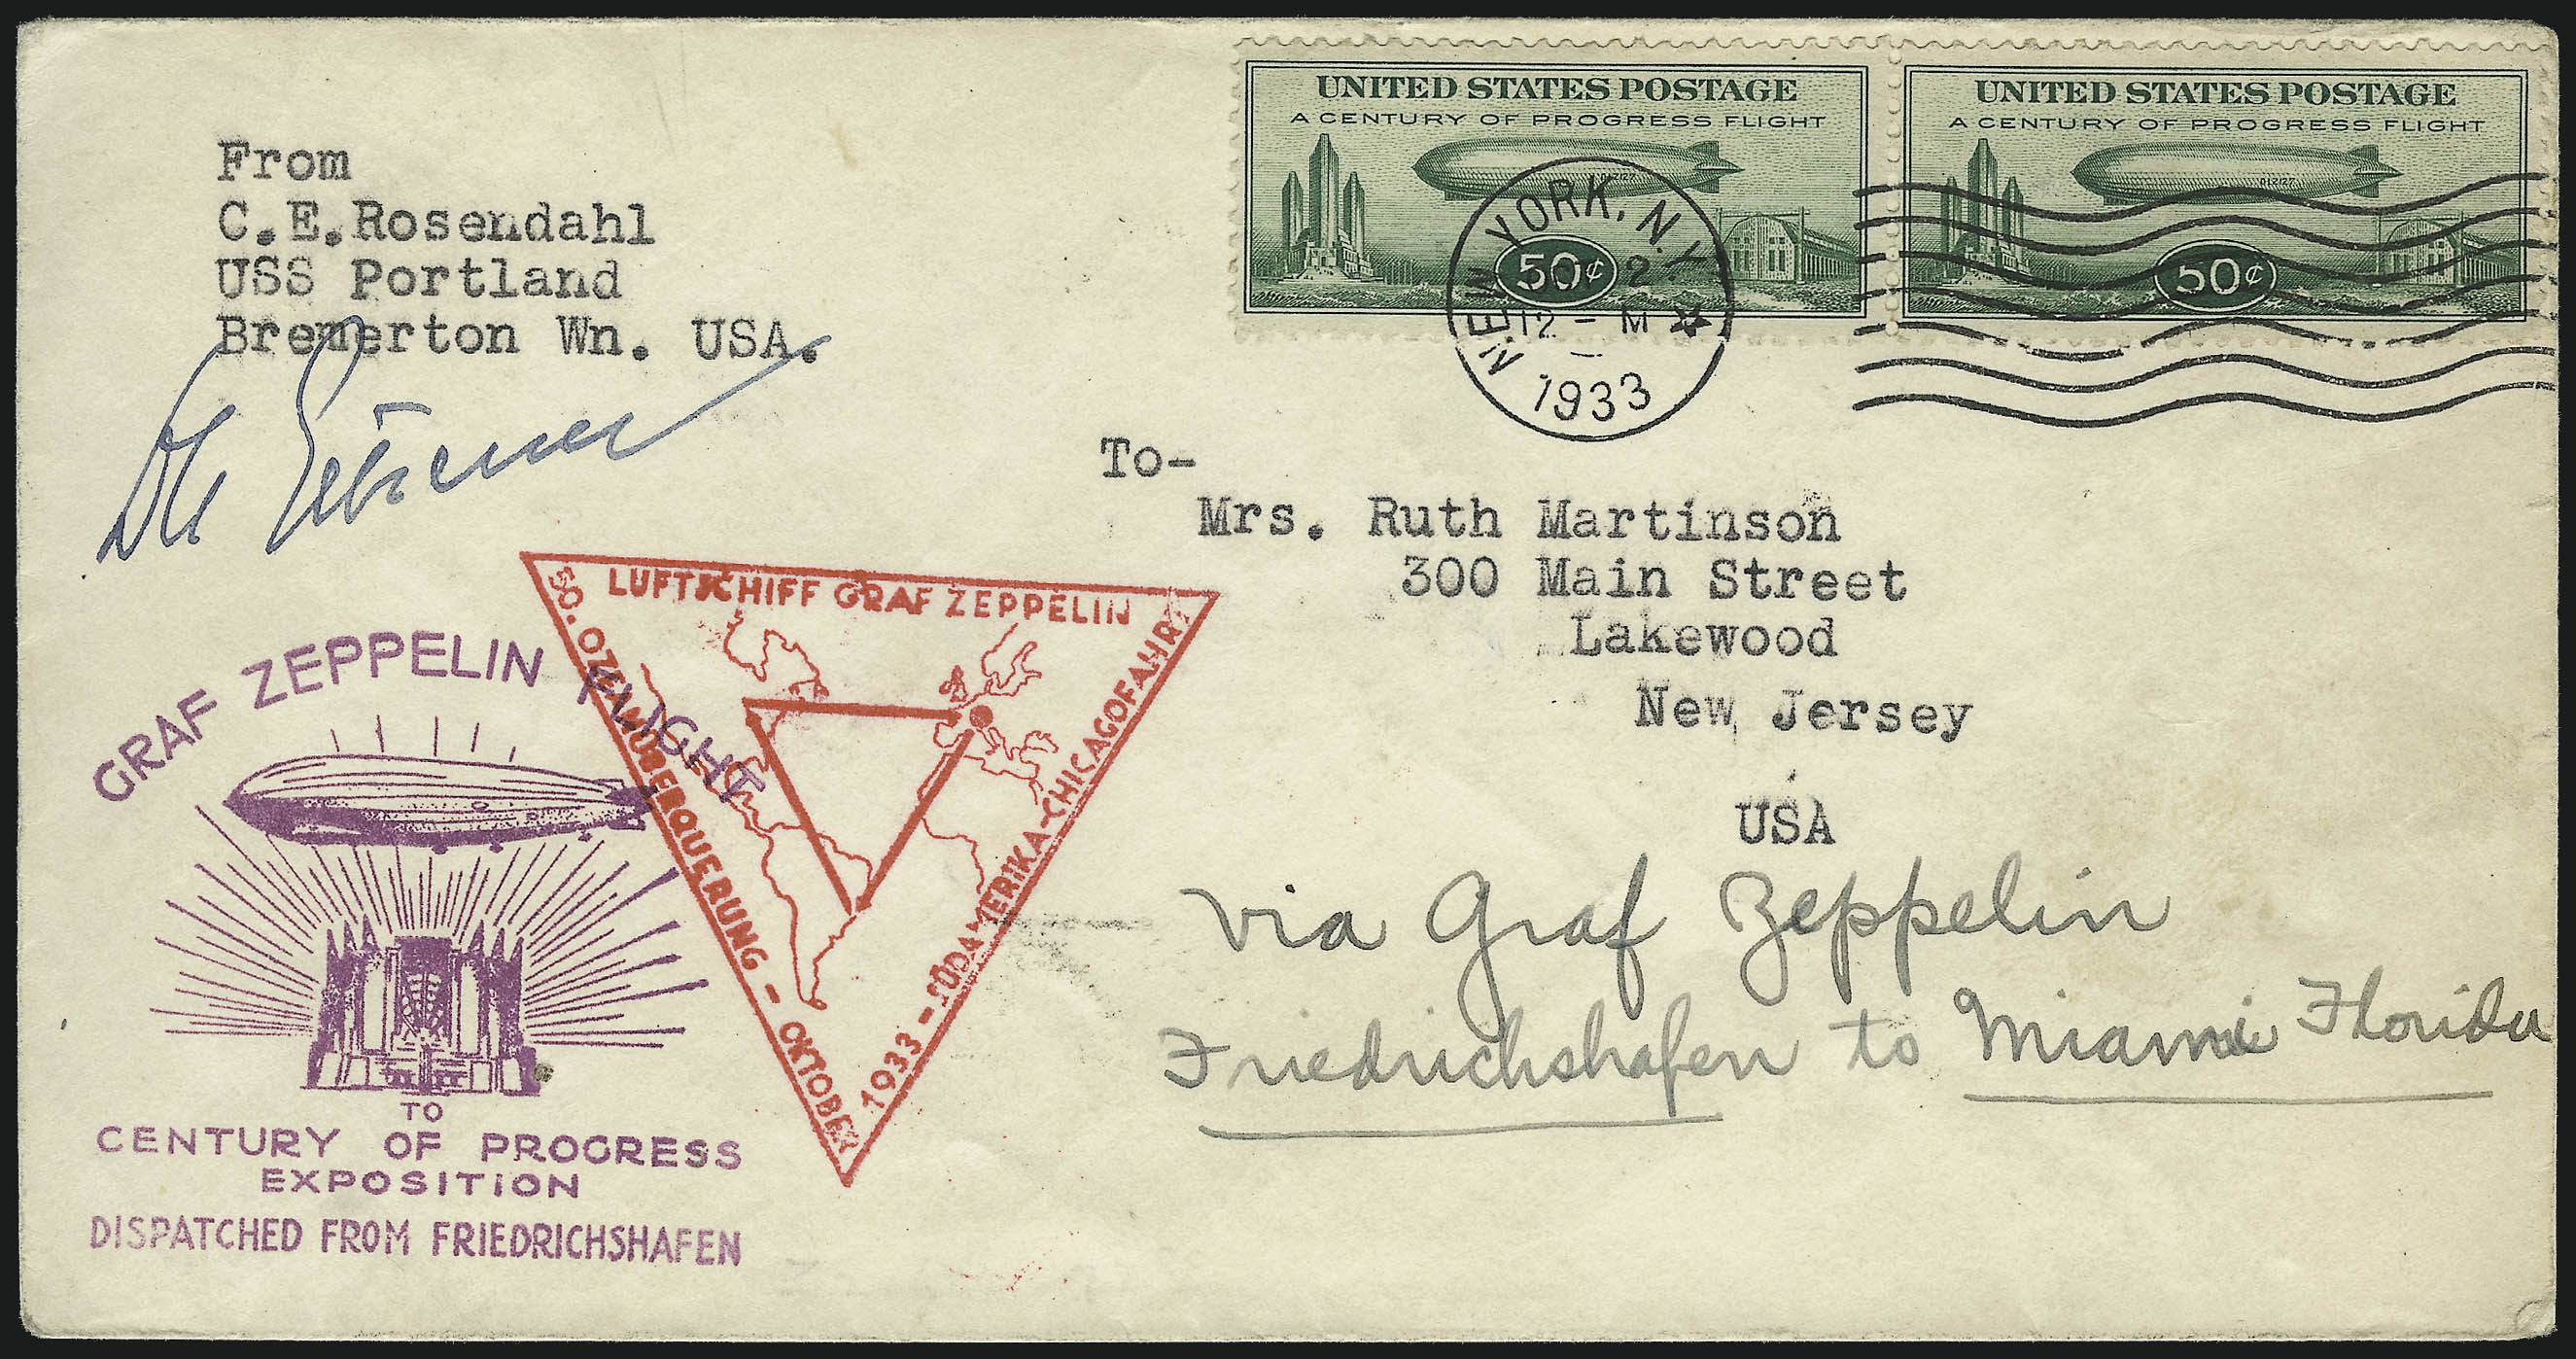 UNITED STATES POSTAGE
A CENTURY OF PROGRESS FLIGHT
50¢
UNITED STATES POSTAGE
A CENTURY OF PROGRESS FLIGHT
50¢
NEW YORK, N.Y.
2
12 - M
1933
From
C.E.Rosendahl
USS Portland
Bremerton Wn. USA.
To-
Mrs. Ruth Martinson
300 Main Street
Lakewood
New Jersey
USA
via Graf Zeppelin
Friedrichshafen to Miami Florida
LUFTSCHIFF GRAF ZEPPELIN
50. OZEANÜBERQUERUNG - OKTOBER
1933 - SÜDAMERIKA-CHICAGOFAHRT
GRAF ZEPPELIN FLIGHT
TO
CENTURY OF PROGRESS
EXPOSITION
DISPATCHED FROM FRIEDRICHSHAFEN